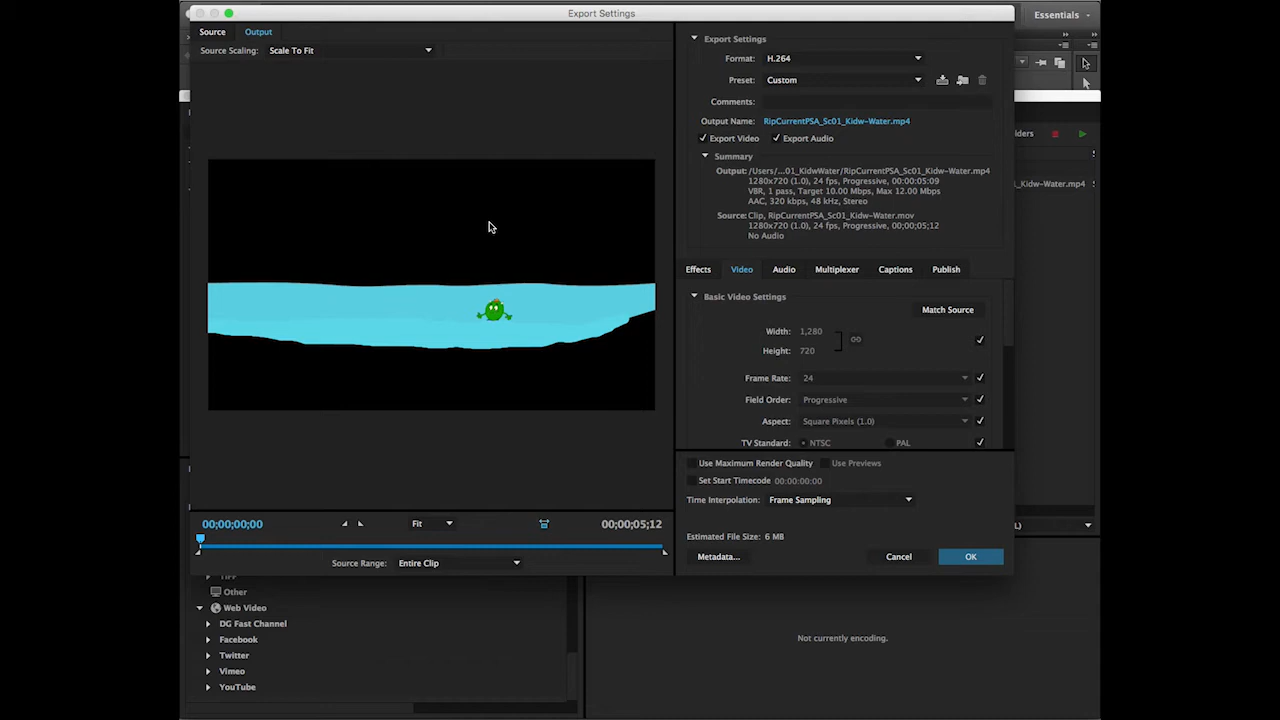 Export Settings
Essentials
Source Output
Source Scaling: Scale To Fit
Export Settings
Format: H.264
Preset: Custom
Comments:
Output Name: RipCurrentPSA_Sc01_Kidw-Water.mp4
Export Video Export Audio
Summary
Output: /Users/...01_KidwWater/RipCurrentPSA_Sc01_Kidw-Water.mp4
1280x720 (1.0), 24 fps, Progressive, 00;00;05;09
VBR, 1 pass, Target 10.00 Mbps, Max 12.00 Mbps
AAC, 320 kbps, 48 kHz, Stereo
Source: Clip, RipCurrentPSA_Sc01_Kidw-Water.mov
1280x720 (1.0), 24 fps, Progressive, 00;00;05;12
No Audio
Effects Video Audio Multiplexer Captions Publish
Basic Video Settings
Match Source
Width: 1,280
Height: 720
Frame Rate: 24
Field Order: Progressive
Aspect: Square Pixels (1.0)
TV Standard: NTSC PAL
Use Maximum Render Quality Use Previews
Set Start Timecode 00:00:00:00
Time Interpolation: Frame Sampling
Estimated File Size: 6 MB
Metadata... Cancel OK
00;00;00;00 Fit 00;00;05;12
Source Range: Entire Clip
Other
Web Video
DG Fast Channel
Facebook
Twitter
Vimeo
YouTube
Not currently encoding.